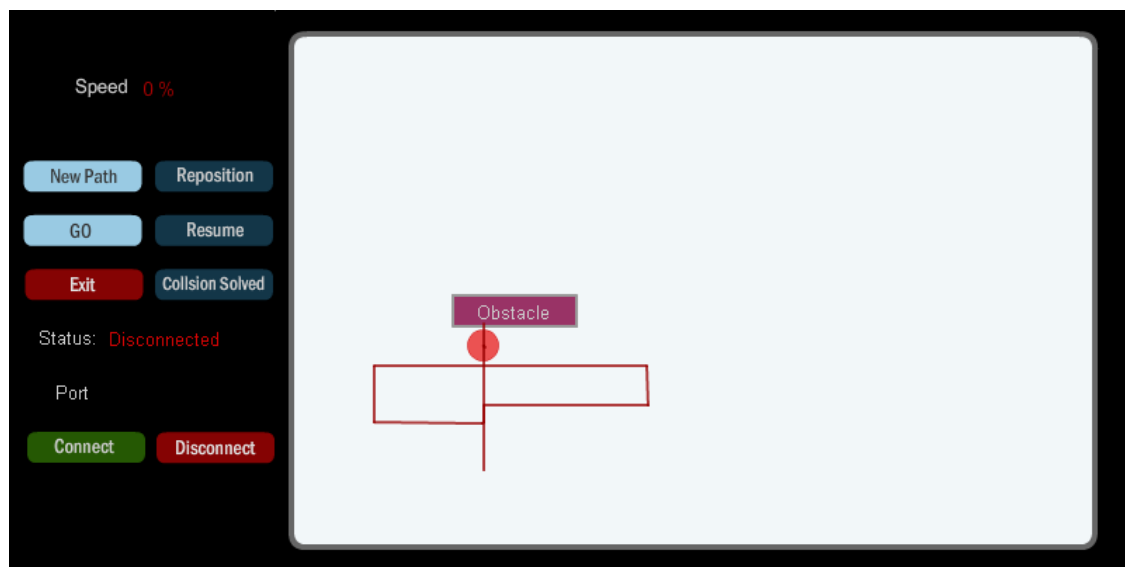 Speed 0 %
New Path Reposition
GO Resume
Exit Collsion Solved
Status: Disconnected
Port
Connect Disconnect
Obstacle